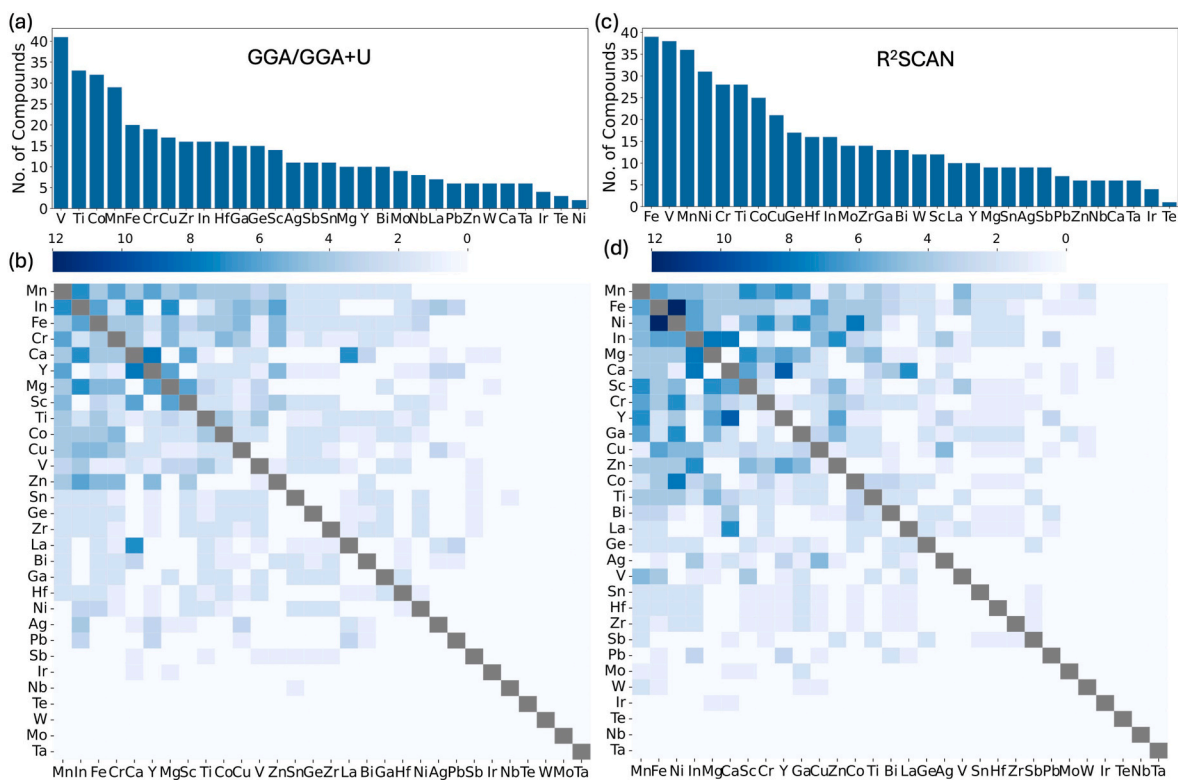 (a)
GGA/GGA+U
No. of Compounds
40
35
30
25
20
15
10
5
0
V Ti Co Mn Fe Cr Cu Zr In Hf Ga Ge Sc Ag Sb Sn Mg Y Bi Mo Nb La Pb Zn W Ca Ta Ir Te Ni
12 10 8 6 4 2 0
(b)
Mn
In
Fe
Cr
Ca
Y
Mg
Sc
Ti
Co
Cu
V
Zn
Sn
Ge
Zr
La
Bi
Ga
Hf
Ni
Ag
Pb
Sb
Ir
Nb
Te
W
Mo
Ta
Mn In Fe Cr Ca Y Mg Sc Ti Co Cu V Zn Sn Ge Zr La Bi Ga Hf Ni Ag Pb Sb Ir Nb Te W Mo Ta
(c)
R²SCAN
No. of Compounds
40
35
30
25
20
15
10
5
0
Fe V Mn Ni Cr Ti Co Cu Ge Hf In Mo Zr Ga Bi W Sc La Y Mg Sn Ag Sb Pb Zn Nb Ca Ta Ir Te
12 10 8 6 4 2 0
(d)
Mn
Fe
Ni
In
Mg
Ca
Sc
Cr
Y
Ga
Cu
Zn
Co
Ti
Bi
La
Ge
Ag
V
Sn
Hf
Zr
Sb
Pb
Mo
W
Ir
Te
Nb
Ta
Mn Fe Ni In Mg Ca Sc Cr Y Ga Cu Zn Co Ti Bi La Ge Ag V Sn Hf Zr Sb Pb Mo W Ir Te Nb Ta